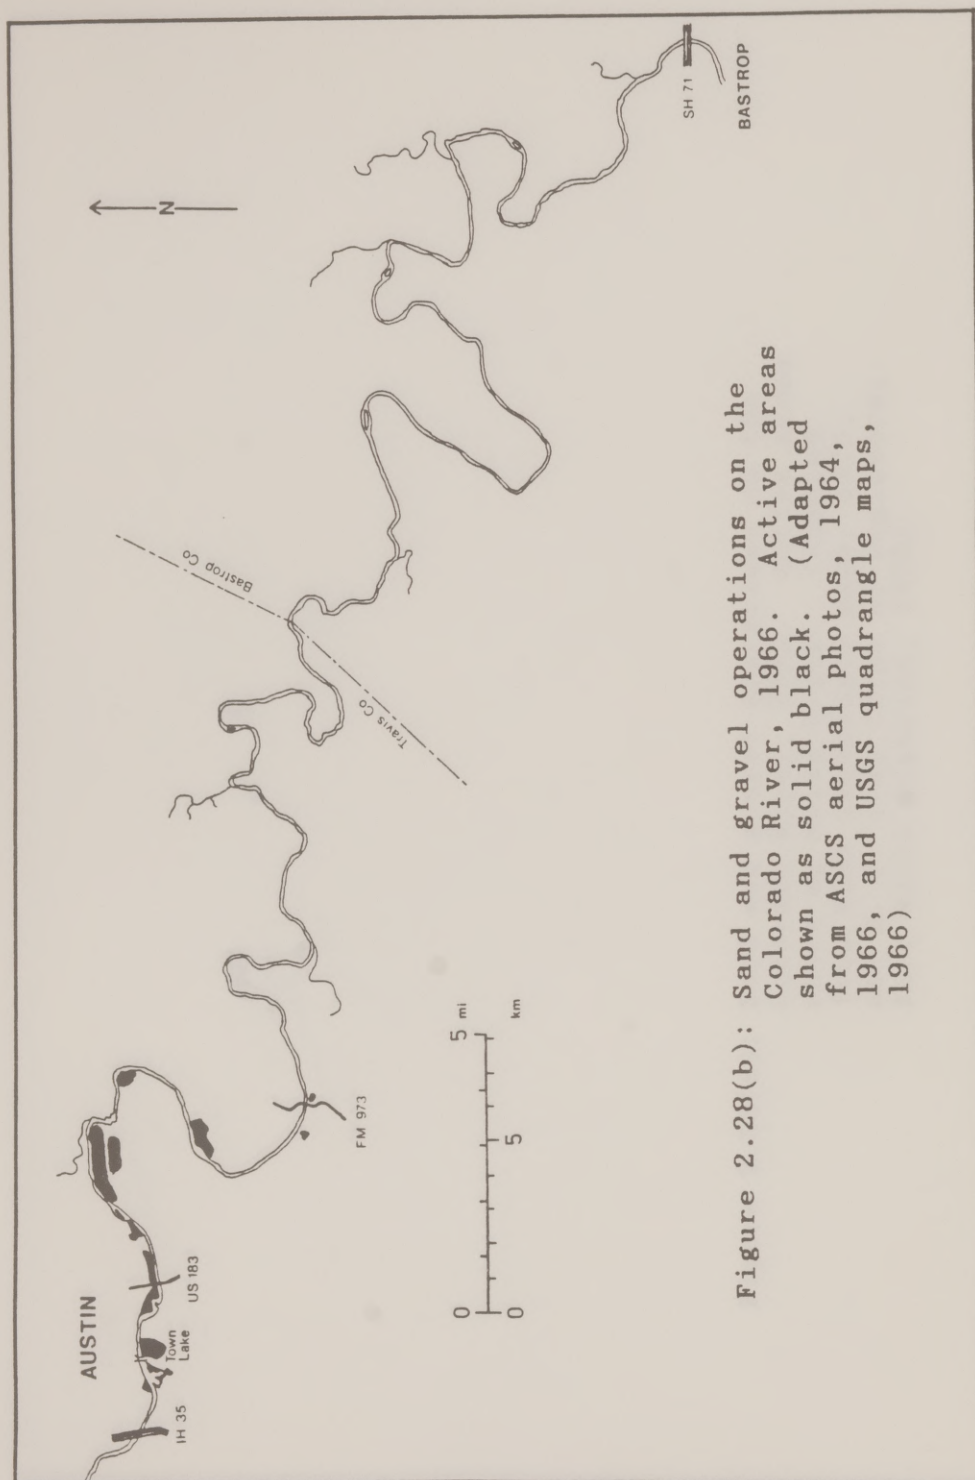 AUSTIN
IH 35
Town
Lake
US 183
FM 973
Travis Co
Bastrop Co
N
SH 71
BASTROP
0 5 mi
0 5 km
Figure 2.28(b): Sand and gravel operations on the
Colorado River, 1966. Active areas
shown as solid black. (Adapted
from ASCS aerial photos, 1964,
1966, and USGS quadrangle maps,
1966)